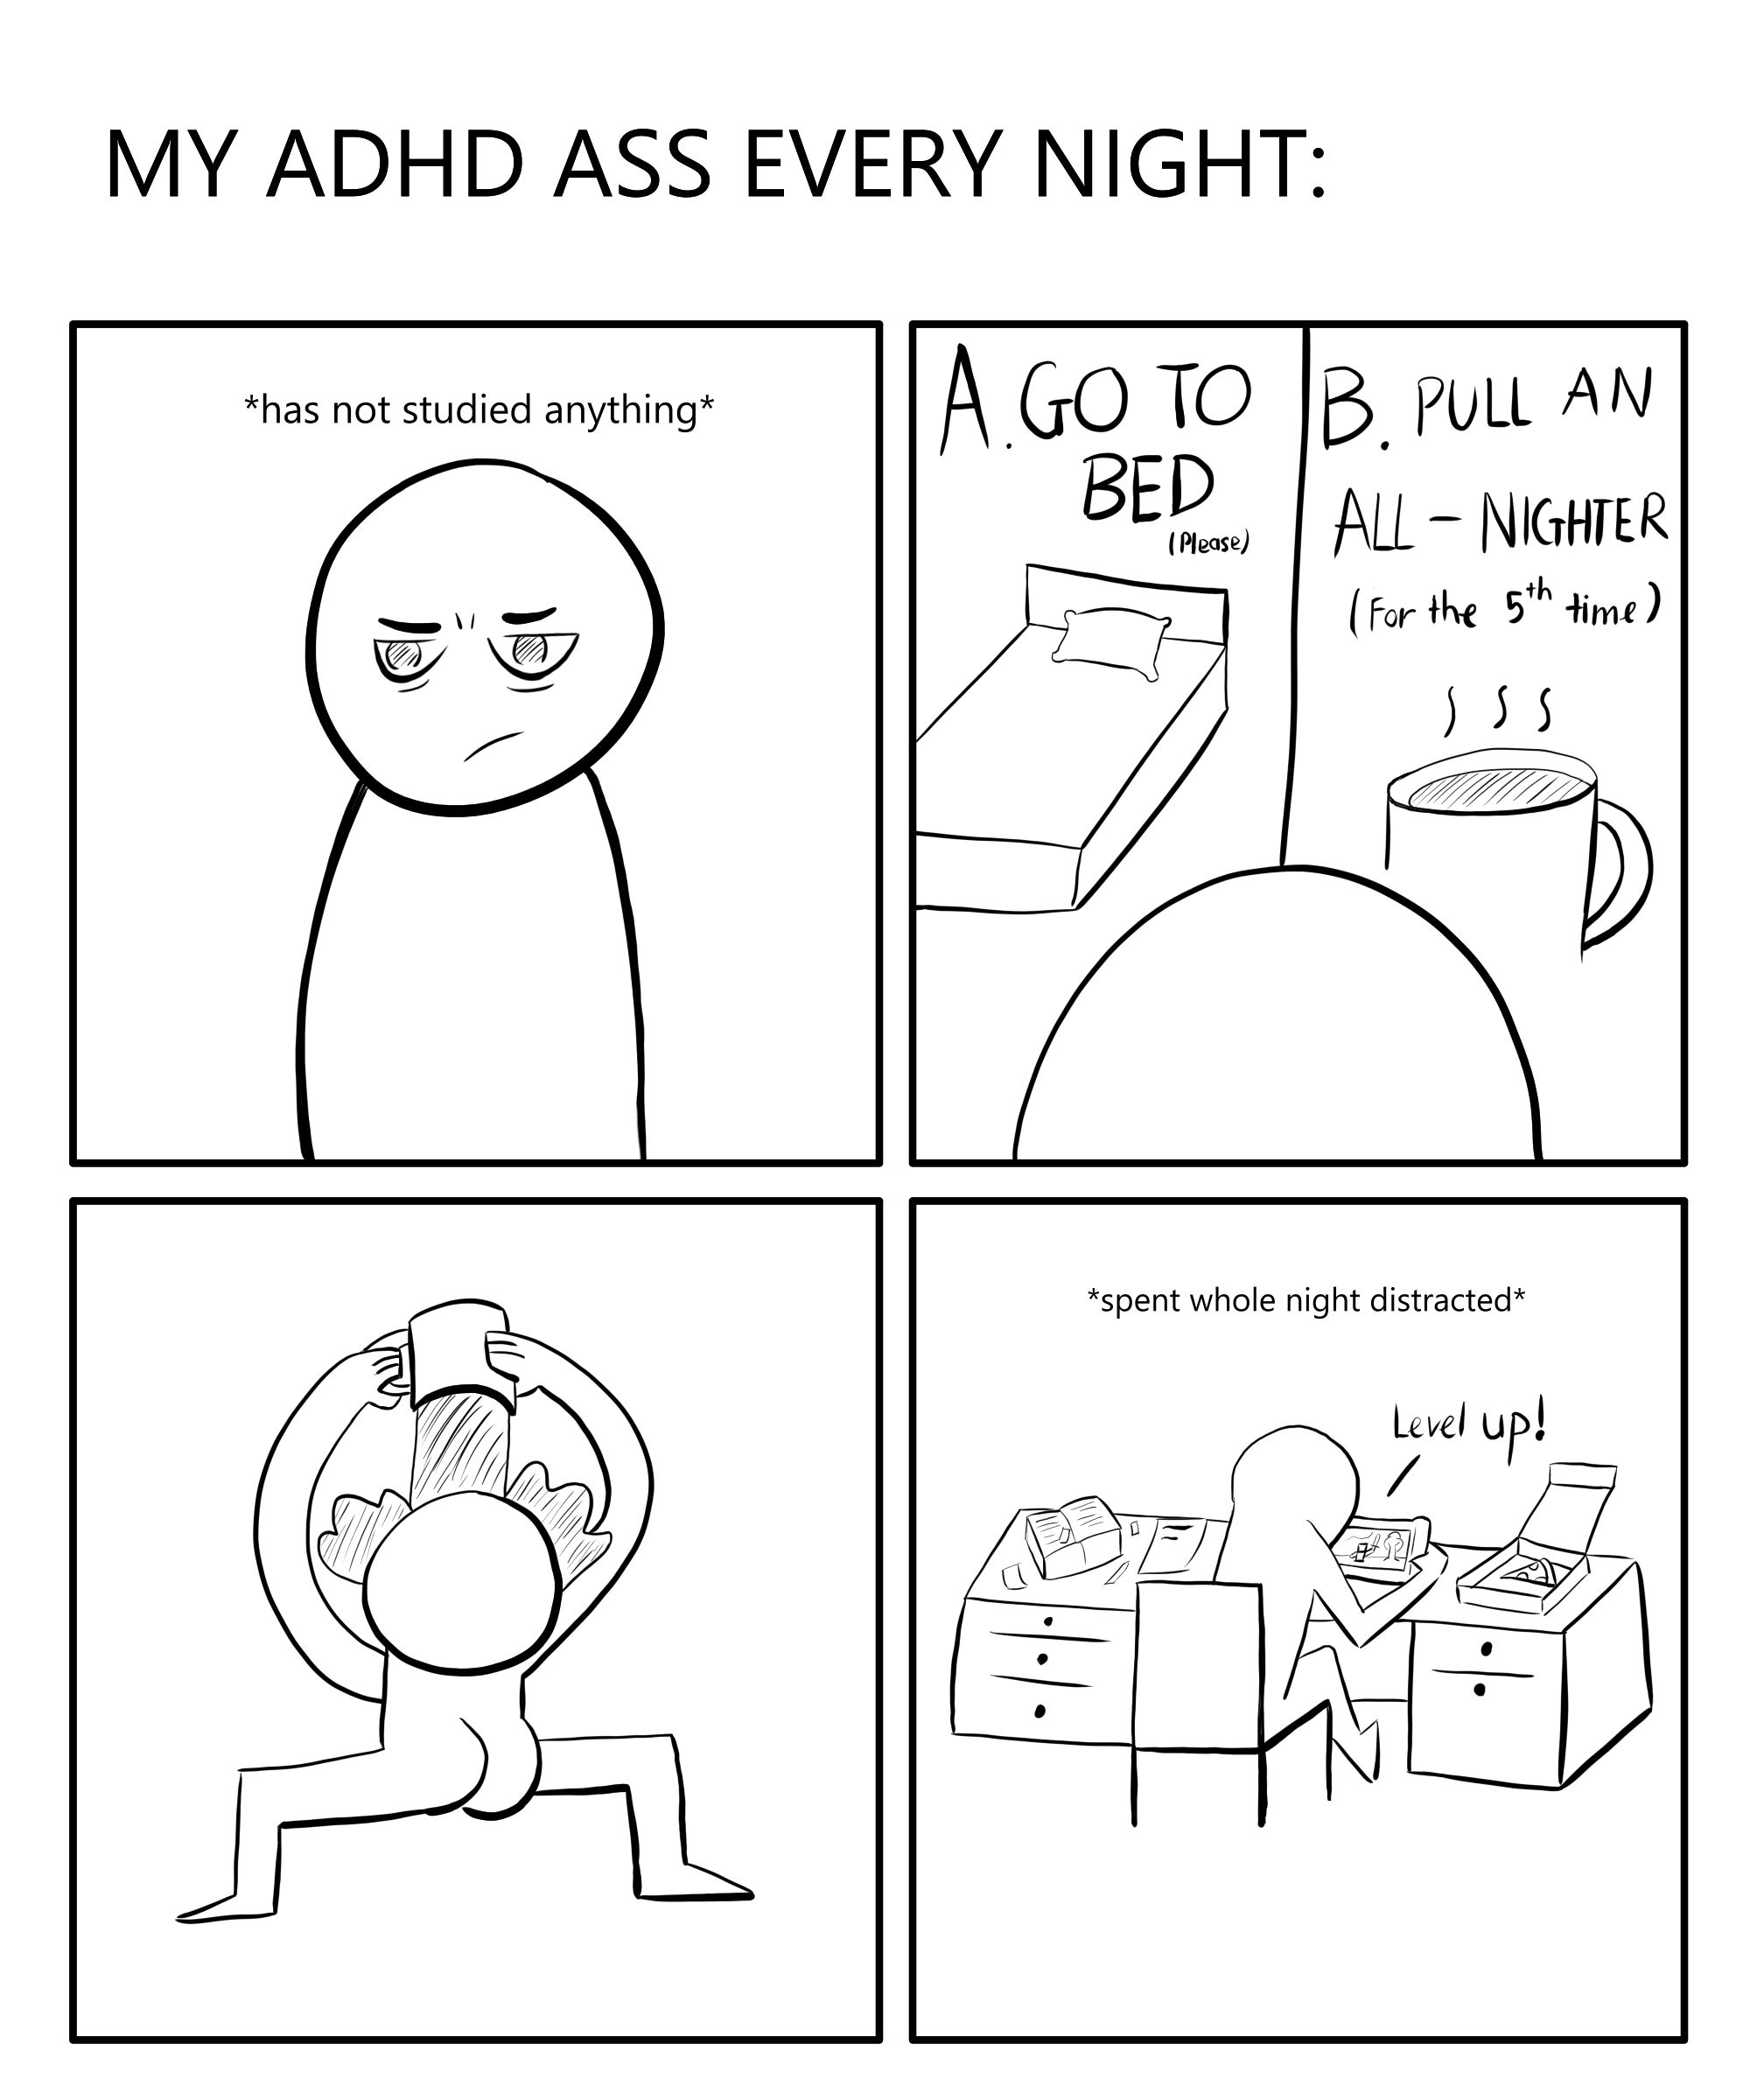 MY ADHD ASS EVERY NIGHT:
*has not studied anything*
A. GO TO
BED
(Please)
B. PULL AN
ALL-NIGHTER
(For the 5th time)
*spent whole night distracted*
Level up!